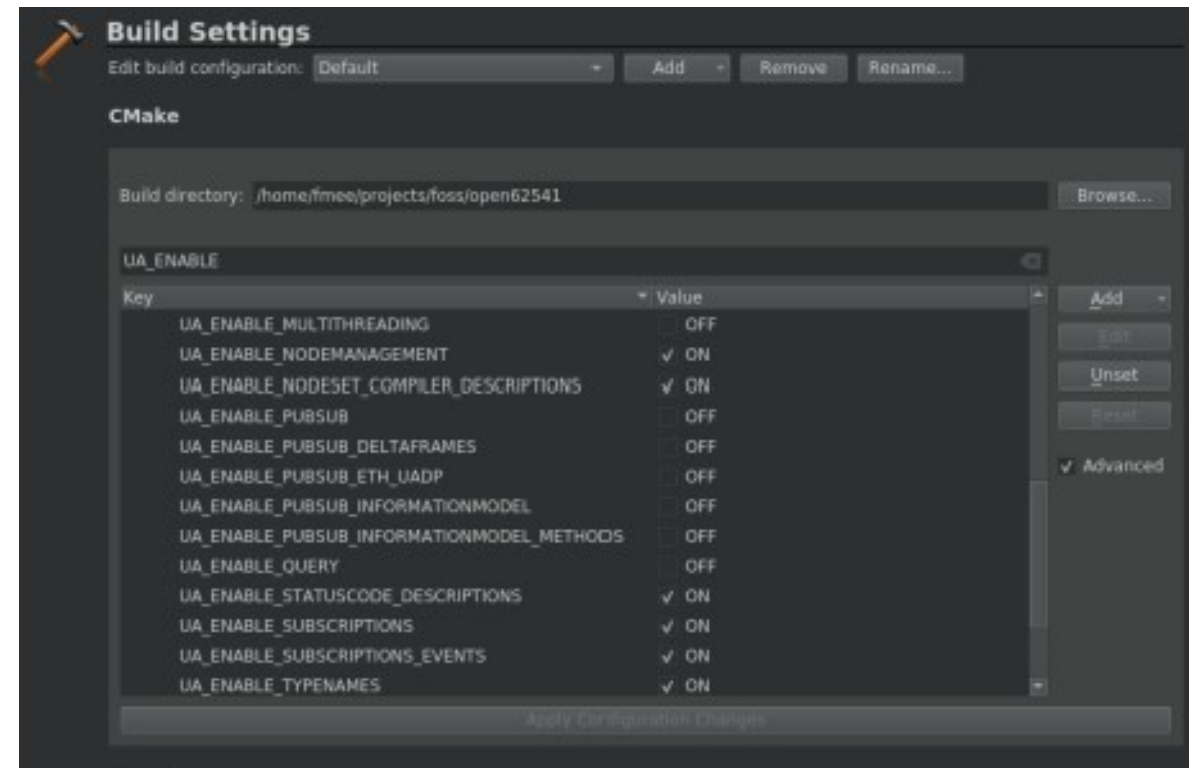 Build Settings
Edit build configuration: Default Add Remove Rename...
CMake
Build directory: /home/fmee/projects/foss/open62541 Browse...
UA_ENABLE
Key Value Add
UA_ENABLE_MULTITHREADING OFF
Edit
UA_ENABLE_NODEMANAGEMENT ON
UA_ENABLE_NODESET_COMPILER_DESCRIPTIONS ON Unset
UA_ENABLE_PUBSUB OFF Reset
UA_ENABLE_PUBSUB_DELTAFRAMES OFF
UA_ENABLE_PUBSUB_ETH_UADP OFF Advanced
UA_ENABLE_PUBSUB_INFORMATIONMODEL OFF
UA_ENABLE_PUBSUB_INFORMATIONMODEL_METHODS OFF
UA_ENABLE_QUERY OFF
UA_ENABLE_STATUSCODE_DESCRIPTIONS ON
UA_ENABLE_SUBSCRIPTIONS ON
UA_ENABLE_SUBSCRIPTIONS_EVENTS ON
UA_ENABLE_TYPENAMES ON
Apply Configuration Changes